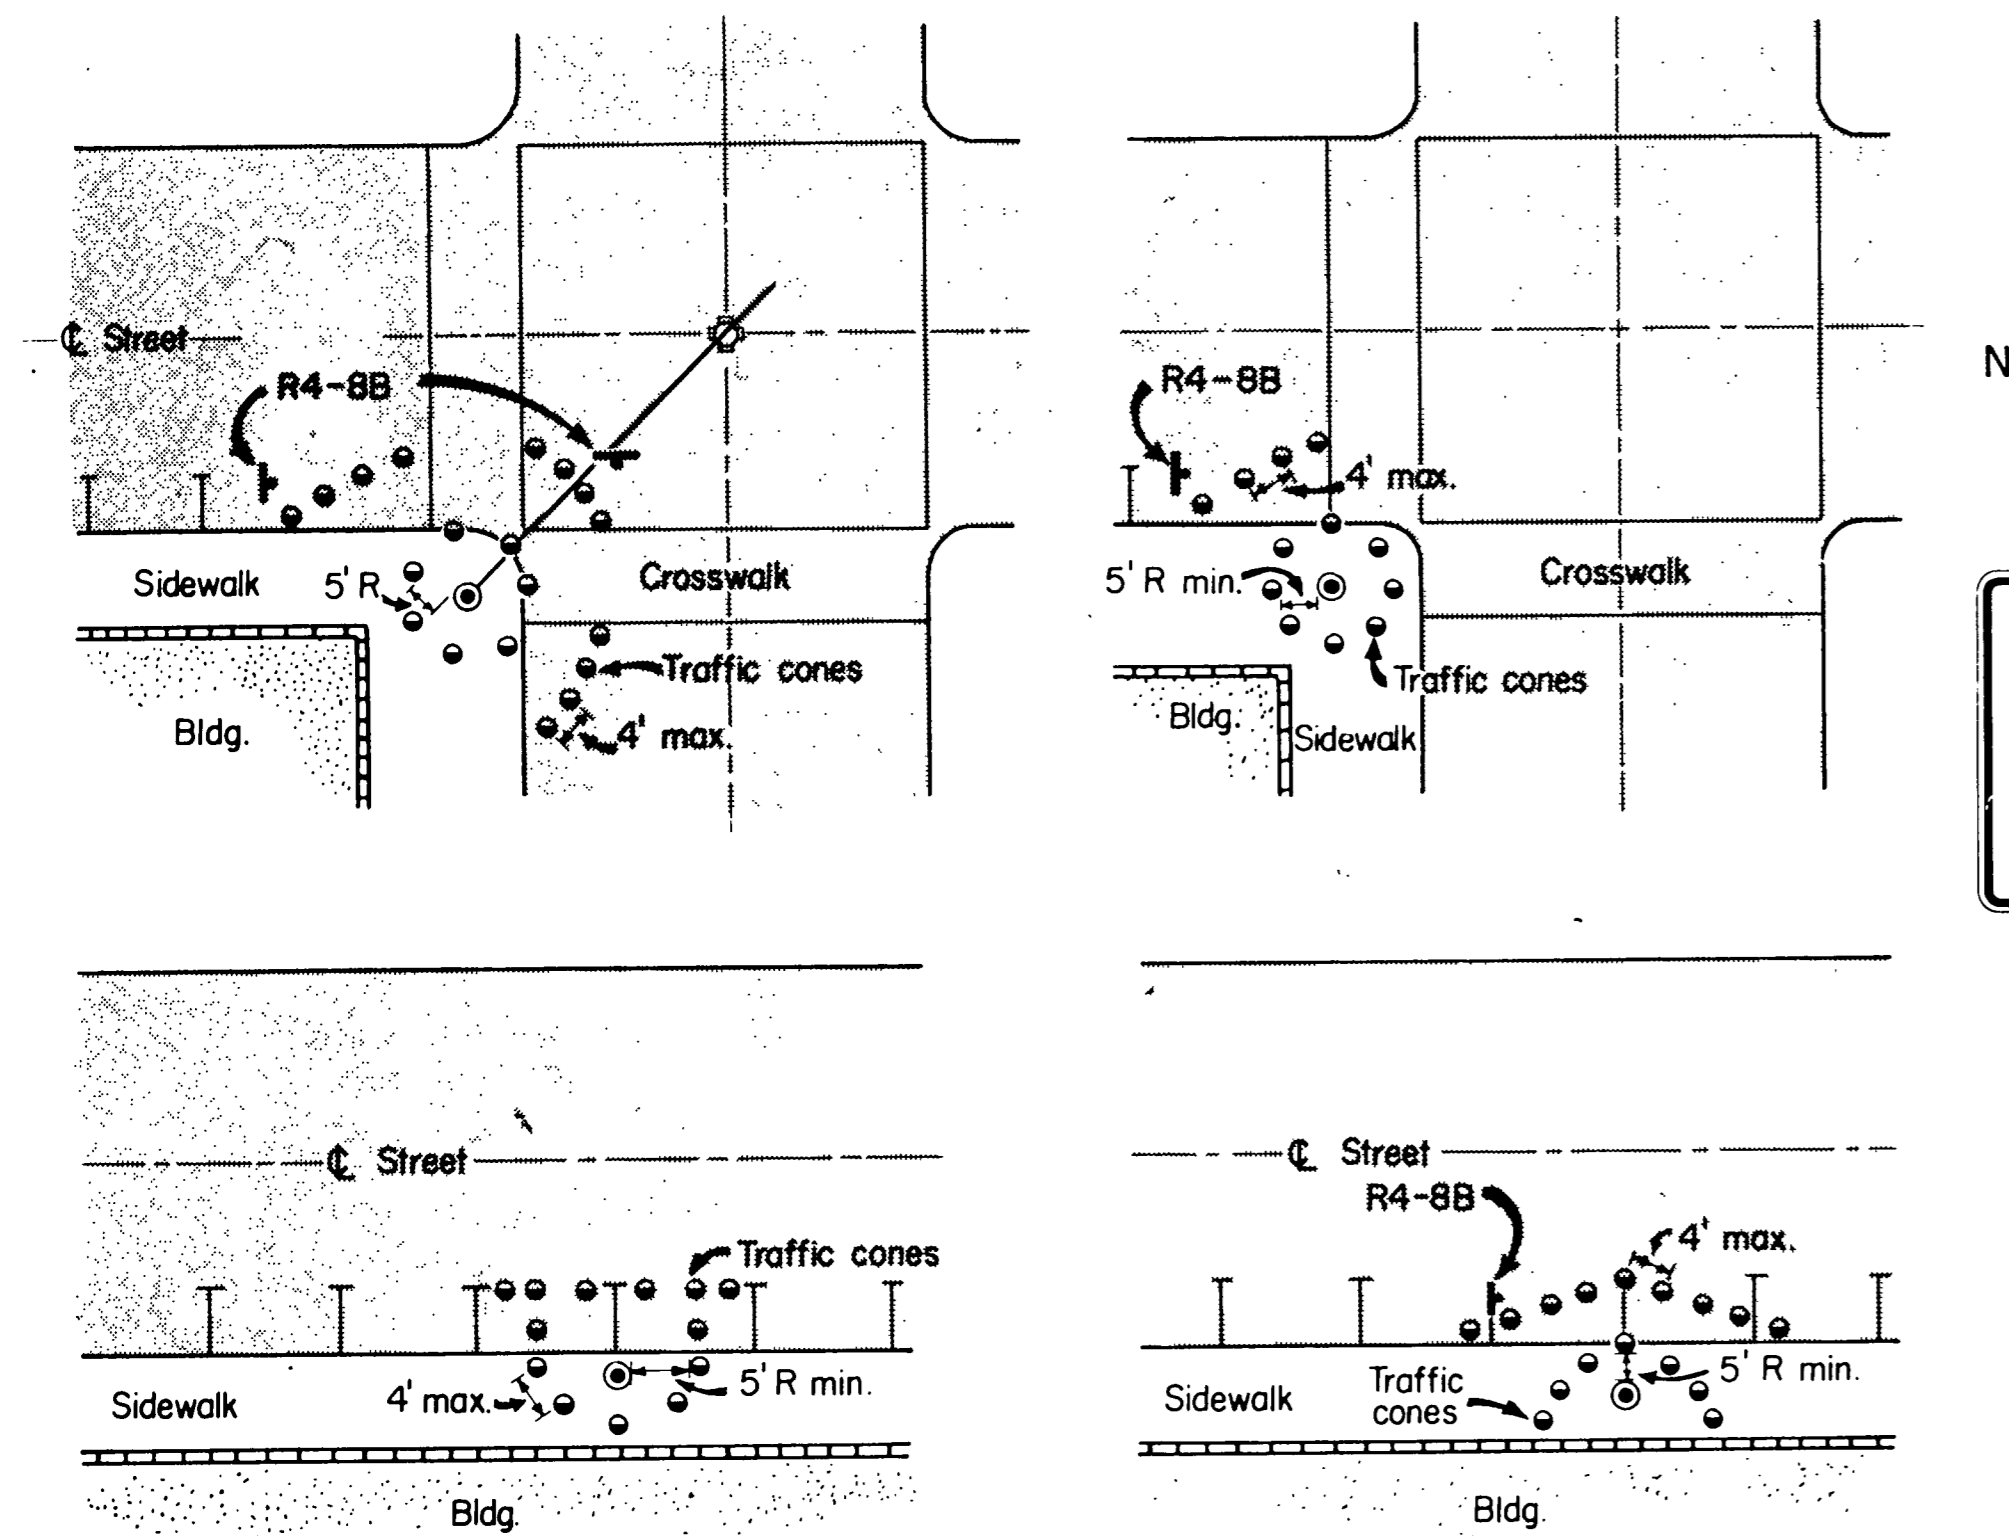 ℄ Street
R4-8B
Sidewalk
5' R
Crosswalk
Traffic cones
4' max.
Bldg.
R4-8B
4' max.
5' R min.
Crosswalk
Traffic cones
Bldg.
Sidewalk
N
℄ Street
Traffic cones
4' max.
5' R min.
Sidewalk
Bldg.
℄ Street
R4-8B
4' max.
5' R min.
Traffic
cones
Sidewalk
Bldg.